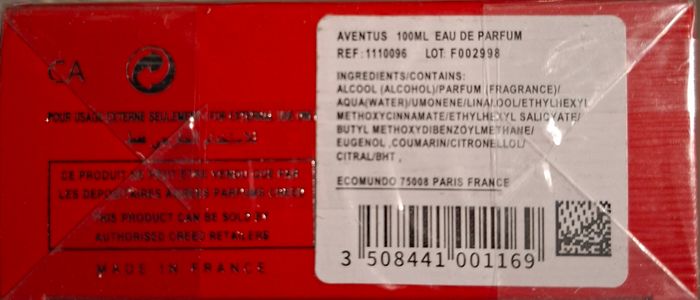 CA
POUR USAGE EXTERNE SEULEMENT - FOR EXTERNAL USE ONLY
CE PRODUIT NE PEUT ÊTRE VENDU QUE PAR
LES DEPOSITAIRES AGREES PARFUMS CREED
THIS PRODUCT CAN BE SOLD BY
AUTHORISED CREED RETAILERS
MADE IN FRANCE
AVENTUS 100ML EAU DE PARFUM
REF:1110096 LOT: F002998
INGREDIENTS/CONTAINS:
ALCOOL (ALCOHOL)/PARFUM (FRAGRANCE)/
AQUA(WATER)/UMONENE/LINALOOL/ETHYLHEXYL
METHOXYCINNAMATE/ETHYLHEXYL SALICYATE/
BUTYL METHOXYDIBENZOYLMETHANE/
EUGENOL ,COUMARIN/CITRONELLOL/
CITRAL/BHT ,
ECOMUNDO 75008 PARIS FRANCE
3 508441 001169